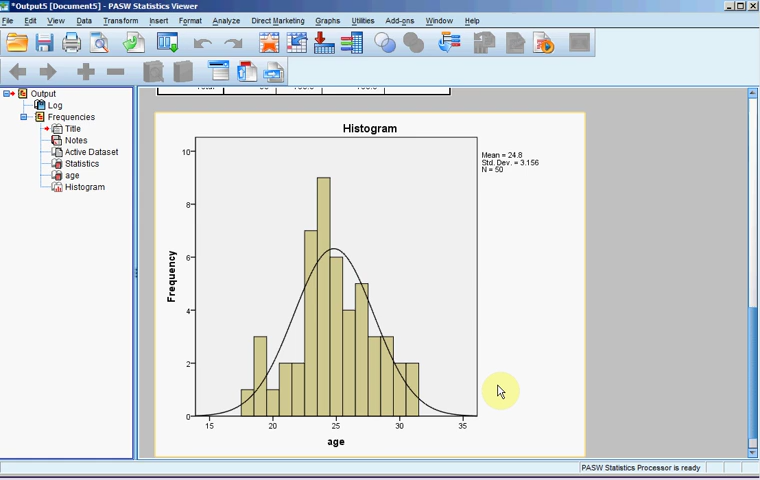 *Output5 [Document5] - PASW Statistics Viewer
File Edit View Data Transform Insert Format Analyze Direct Marketing Graphs Utilities Add-ons Window Help
Output
Log
Frequencies
Title
Notes
Active Dataset
Statistics
age
Histogram
Histogram
Mean = 24.8
Std. Dev. = 3.156
N = 50
Frequency
10
8
6
4
2
0
15 20 25 30 35
age
PASW Statistics Processor is ready